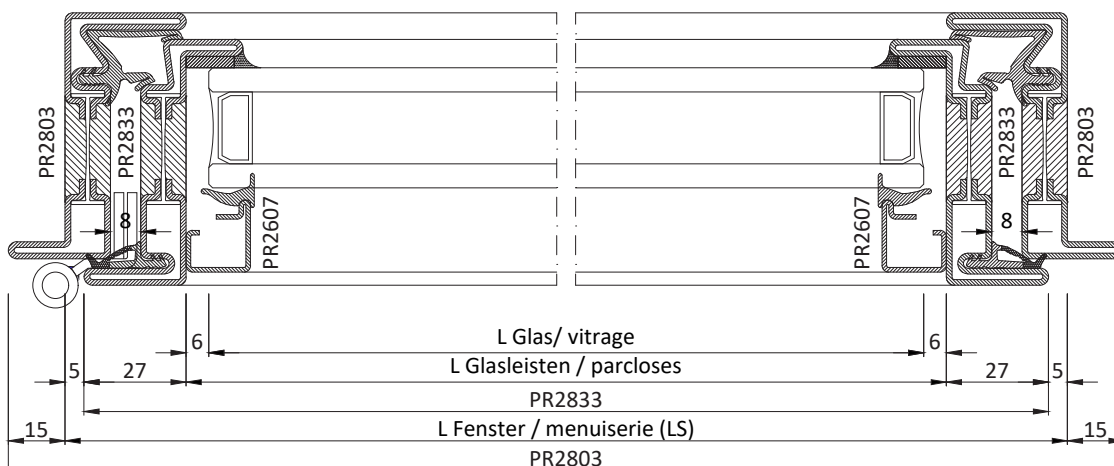 PR2803
PR2833
PR2607
PR2607
PR2833
PR2803
8
8
6
L Glas/ vitrage
6
5
27
L Glasleisten / parcloses
27
5
PR2833
15
L Fenster / menuiserie (LS)
15
PR2803